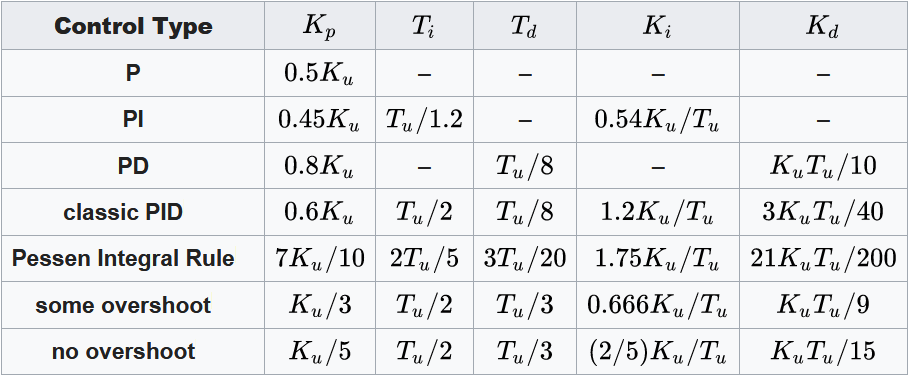 Control Type K_p T_i T_d K_i K_d
P 0.5K_u – – – –
PI 0.45K_u T_u/1.2 – 0.54K_u/T_u –
PD 0.8K_u – T_u/8 – K_uT_u/10
classic PID 0.6K_u T_u/2 T_u/8 1.2K_u/T_u 3K_uT_u/40
Pessen Integral Rule 7K_u/10 2T_u/5 3T_u/20 1.75K_u/T_u 21K_uT_u/200
some overshoot K_u/3 T_u/2 T_u/3 0.666K_u/T_u K_uT_u/9
no overshoot K_u/5 T_u/2 T_u/3 (2/5)K_u/T_u K_uT_u/15